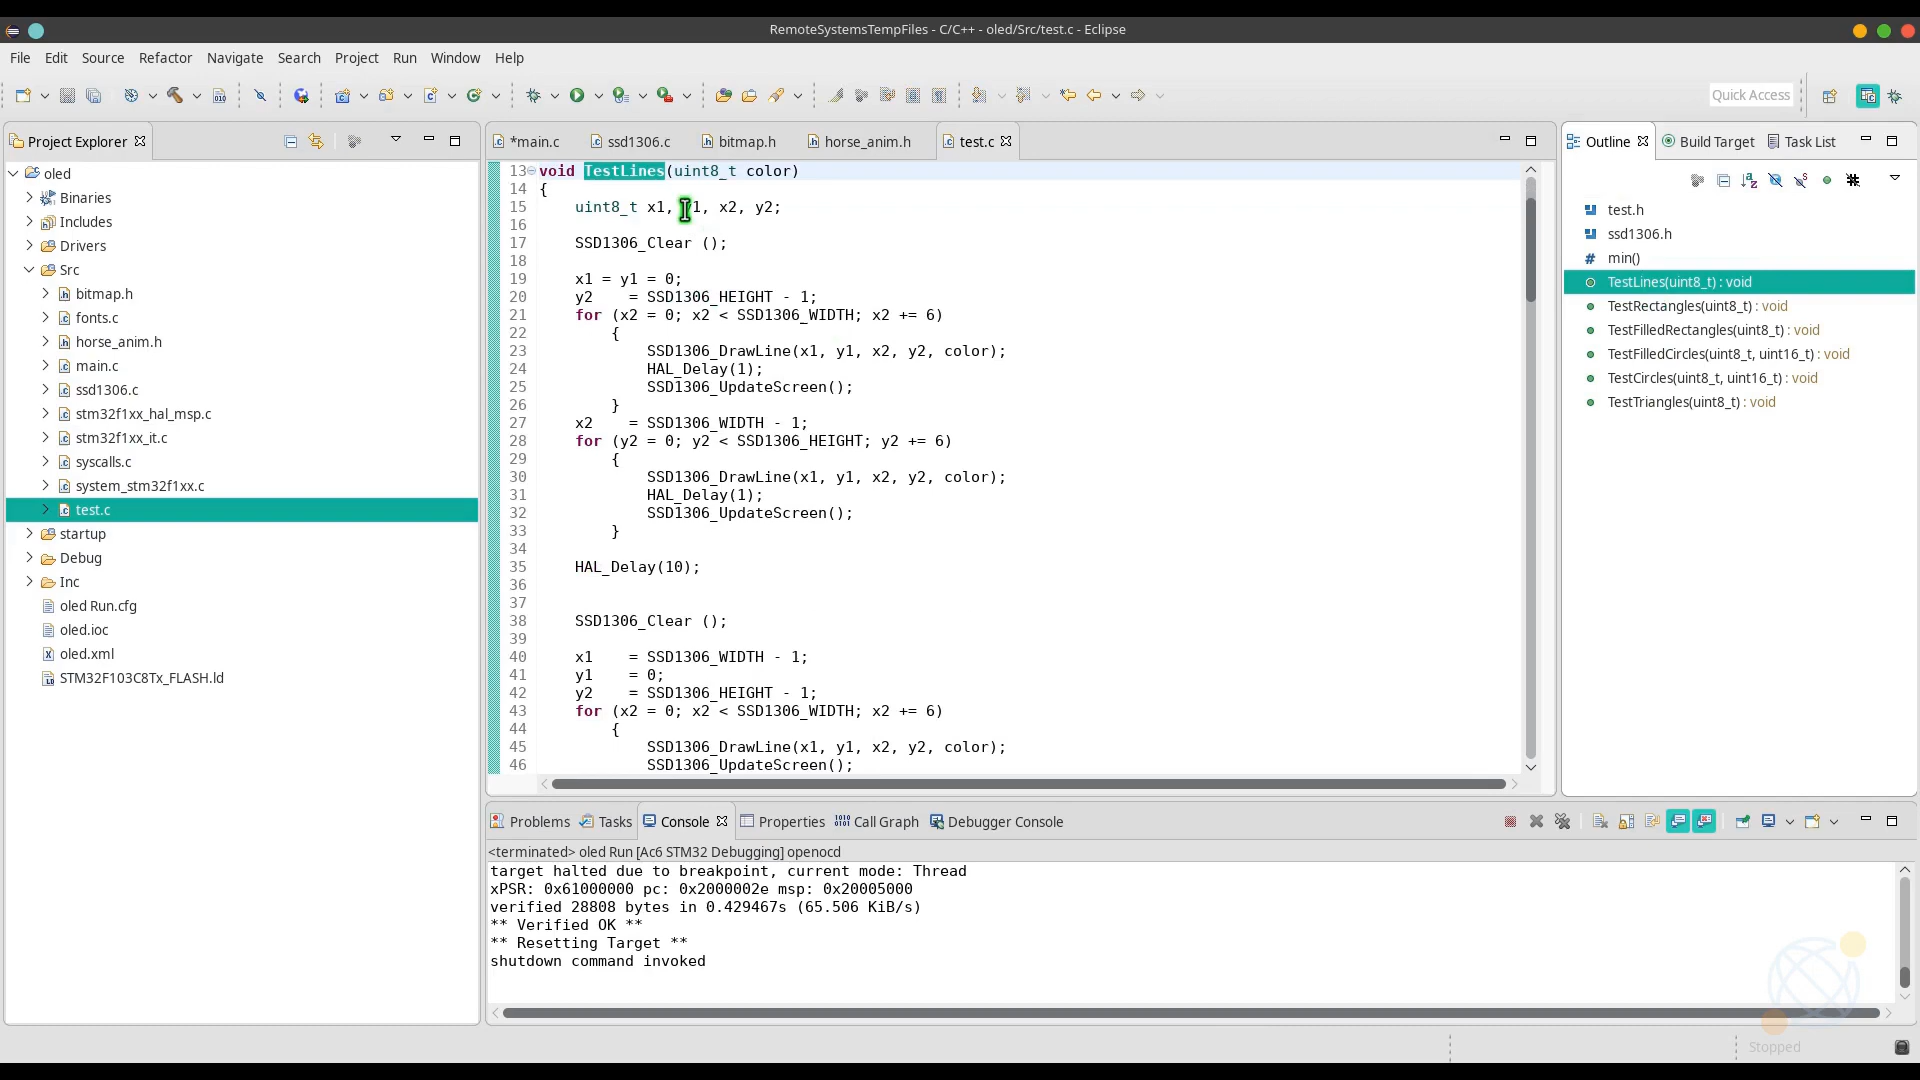 RemoteSystemsTempFiles - C/C++ - oled/Src/test.c - Eclipse
File Edit Source Refactor Navigate Search Project Run Window Help
Quick Access
Project Explorer
oled
Binaries
Includes
Drivers
Src
bitmap.h
fonts.c
horse_anim.h
main.c
ssd1306.c
stm32f1xx_hal_msp.c
stm32f1xx_it.c
syscalls.c
system_stm32f1xx.c
test.c
startup
Debug
Inc
oled Run.cfg
oled.ioc
oled.xml
STM32F103C8Tx_FLASH.ld
*main.c ssd1306.c bitmap.h horse_anim.h test.c
13 void TestLines(uint8_t color)
14 {
15 uint8_t x1, y1, x2, y2;
16
17 SSD1306_Clear ();
18
19 x1 = y1 = 0;
20 y2 = SSD1306_HEIGHT - 1;
21 for (x2 = 0; x2 < SSD1306_WIDTH; x2 += 6)
22 {
23 SSD1306_DrawLine(x1, y1, x2, y2, color);
24 HAL_Delay(1);
25 SSD1306_UpdateScreen();
26 }
27 x2 = SSD1306_WIDTH - 1;
28 for (y2 = 0; y2 < SSD1306_HEIGHT; y2 += 6)
29 {
30 SSD1306_DrawLine(x1, y1, x2, y2, color);
31 HAL_Delay(1);
32 SSD1306_UpdateScreen();
33 }
34
35 HAL_Delay(10);
36
37
38 SSD1306_Clear ();
39
40 x1 = SSD1306_WIDTH - 1;
41 y1 = 0;
42 y2 = SSD1306_HEIGHT - 1;
43 for (x2 = 0; x2 < SSD1306_WIDTH; x2 += 6)
44 {
45 SSD1306_DrawLine(x1, y1, x2, y2, color);
46 SSD1306_UpdateScreen();
Outline Build Target Task List
test.h
ssd1306.h
min()
TestLines(uint8_t) : void
TestRectangles(uint8_t) : void
TestFilledRectangles(uint8_t) : void
TestFilledCircles(uint8_t, uint16_t) : void
TestCircles(uint8_t, uint16_t) : void
TestTriangles(uint8_t) : void
Problems Tasks Console Properties Call Graph Debugger Console
<terminated> oled Run [Ac6 STM32 Debugging] openocd
target halted due to breakpoint, current mode: Thread
xPSR: 0x61000000 pc: 0x2000002e msp: 0x20005000
verified 28808 bytes in 0.429467s (65.506 KiB/s)
** Verified OK **
** Resetting Target **
shutdown command invoked
Stopped